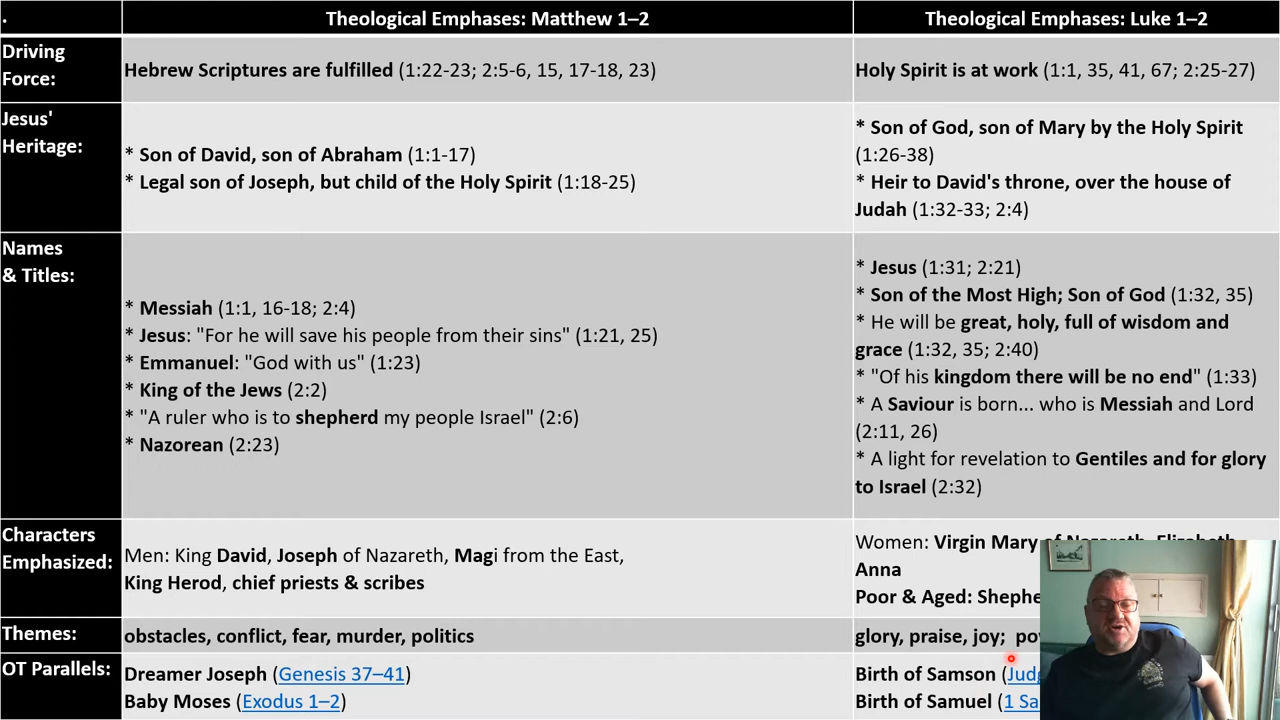 .
Theological Emphases: Matthew 1–2
Theological Emphases: Luke 1–2
Driving
Force:
Hebrew Scriptures are fulfilled (1:22-23; 2:5-6, 15, 17-18, 23)
Holy Spirit is at work (1:1, 35, 41, 67; 2:25-27)
Jesus'
Heritage:
* Son of David, son of Abraham (1:1-17)
* Legal son of Joseph, but child of the Holy Spirit (1:18-25)
* Son of God, son of Mary by the Holy Spirit
(1:26-38)
* Heir to David's throne, over the house of
Judah (1:32-33; 2:4)
Names
& Titles:
* Messiah (1:1, 16-18; 2:4)
* Jesus: "For he will save his people from their sins" (1:21, 25)
* Emmanuel: "God with us" (1:23)
* King of the Jews (2:2)
* "A ruler who is to shepherd my people Israel" (2:6)
* Nazorean (2:23)
* Jesus (1:31; 2:21)
* Son of the Most High; Son of God (1:32, 35)
* He will be great, holy, full of wisdom and
grace (1:32, 35; 2:40)
* "Of his kingdom there will be no end" (1:33)
* A Saviour is born... who is Messiah and Lord
(2:11, 26)
* A light for revelation to Gentiles and for glory
to Israel (2:32)
Characters
Emphasized:
Men: King David, Joseph of Nazareth, Magi from the East,
King Herod, chief priests & scribes
Women: Virgin Mary of Nazareth, Elizabeth
Anna
Poor & Aged:
Themes:
obstacles, conflict, fear, murder, politics
glory, praise, joy;
OT Parallels:
Dreamer Joseph (Genesis 37–41)
Baby Moses (Exodus 1–2)
Birth of Samson
Birth of Samuel (1